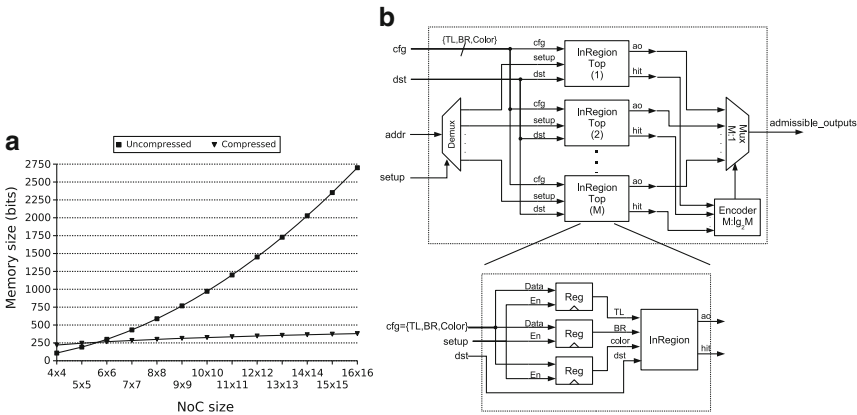 a
Uncompressed
Compressed
Memory size (bits)
2750
2500
2250
2000
1750
1500
1250
1000
750
500
250
0
4x4
6x6
8x8
10x10
12x12
14x14
16x16
5x5
7x7
9x9
11x11
13x13
15x15
NoC size
b
cfg
{TL,BR,Color}
dst
addr
setup
Demux
cfg
setup
dst
InRegion
Top
(1)
ao
hit
cfg
setup
dst
InRegion
Top
(2)
ao
hit
cfg
setup
dst
InRegion
Top
(M)
ao
hit
Mux
M:1
admissible_outputs
Encoder
M:lg2M
cfg={TL,BR,Color}
setup
dst
Data
En
Reg
TL
Data
En
Reg
BR
Data
En
Reg
color
dst
InRegion
ao
hit